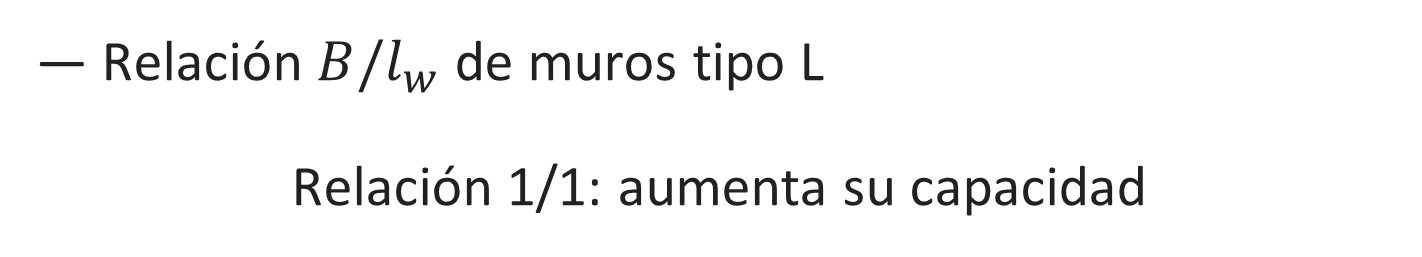 — Relación B/l_w de muros tipo L
Relación 1/1: aumenta su capacidad